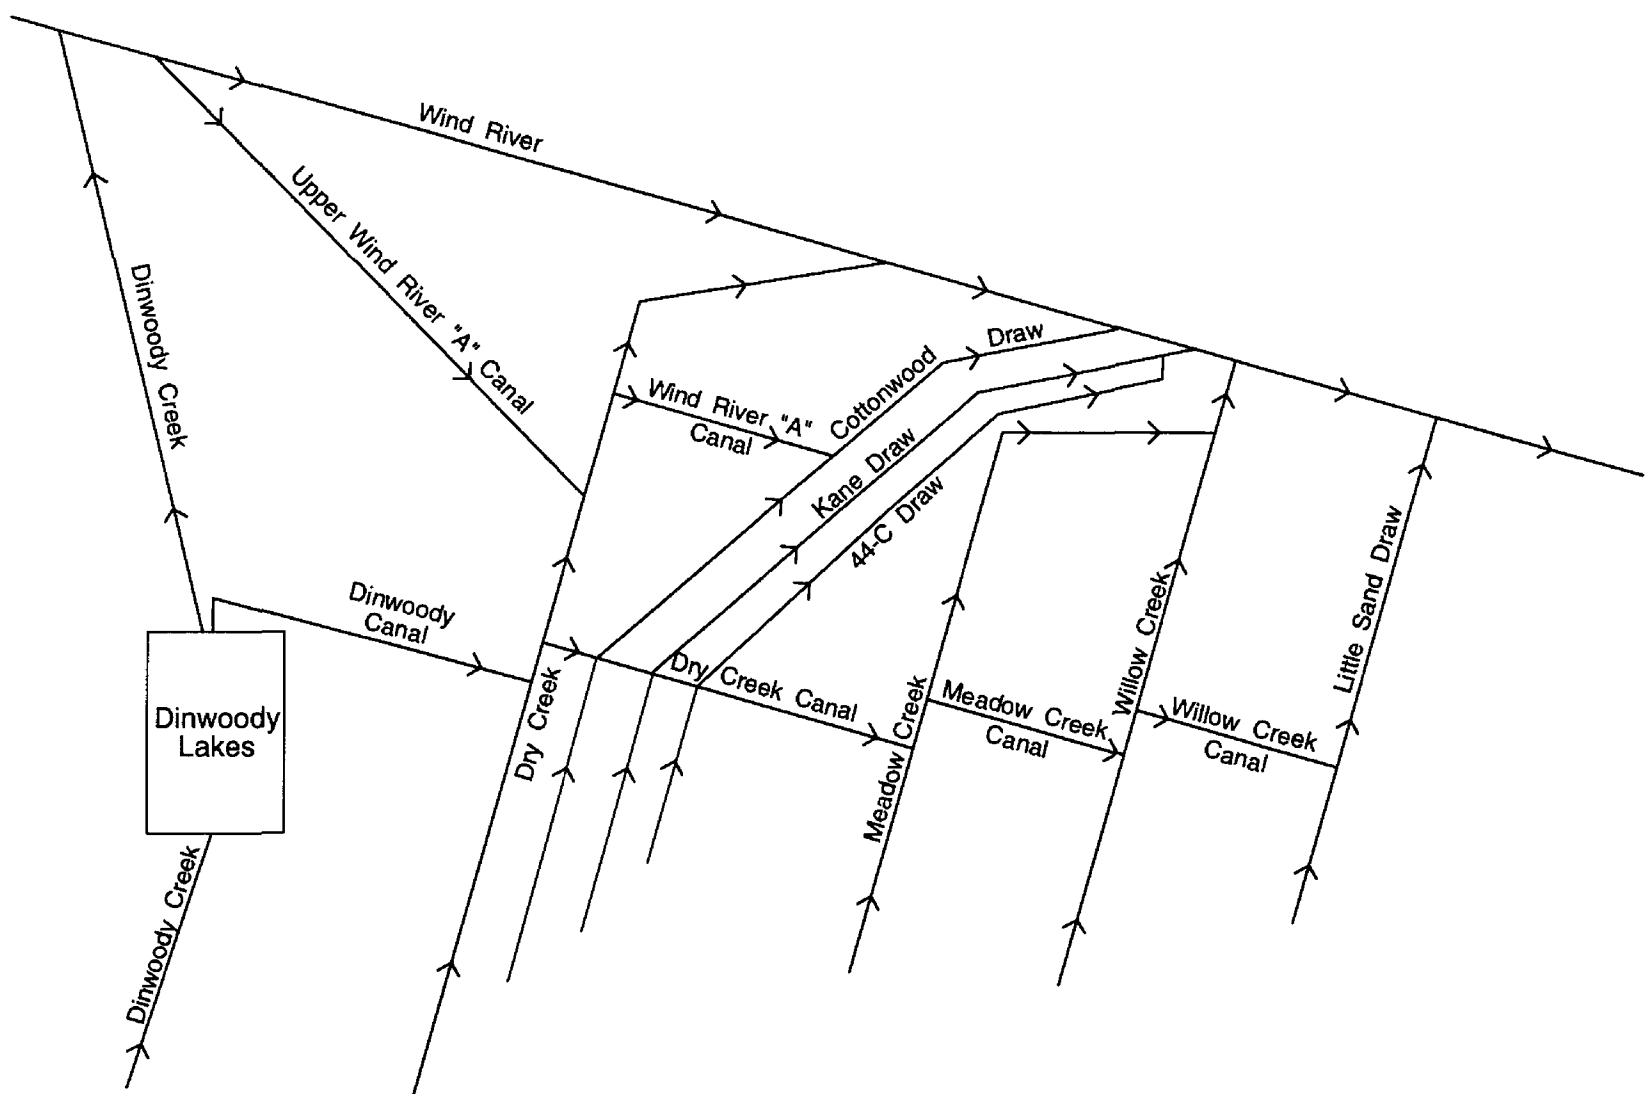 Wind River
Upper Wind River "A" Canal
Dinwoody Creek
Draw
Wind River "A"
Canal
Cottonwood
Kane Draw
44-C Draw
Dinwoody
Canal
Dry Creek
Dry Creek Canal
Meadow Creek
Meadow Creek
Canal
Willow Creek
Willow Creek
Canal
Little Sand Draw
Dinwoody
Lakes
Dinwoody Creek